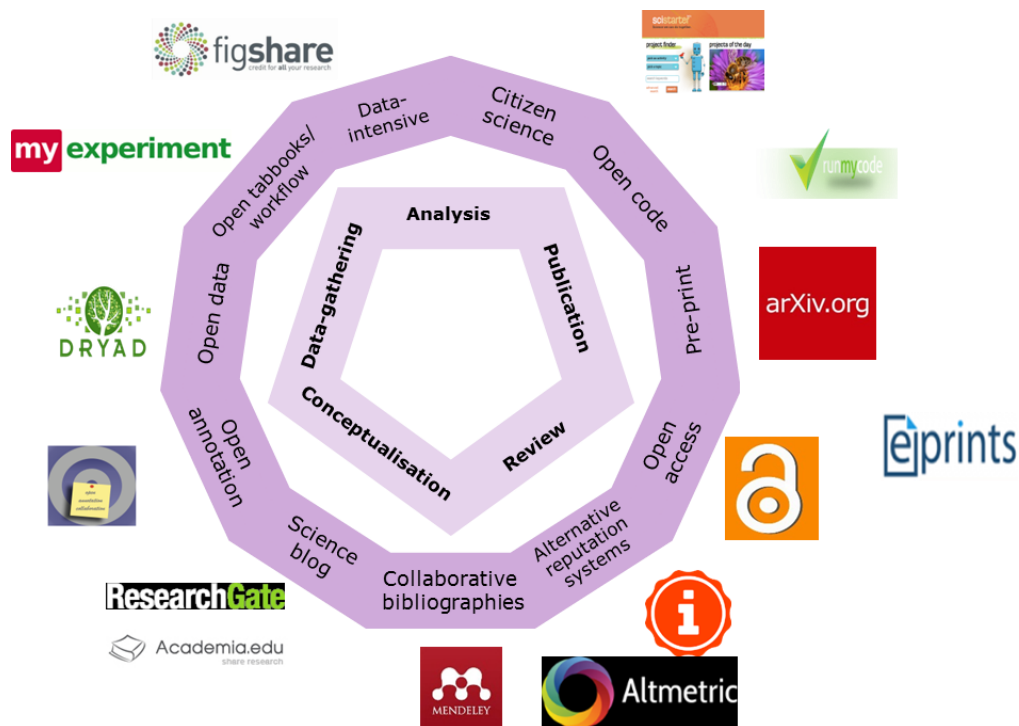 figshare
credit for all your research
scistarter
project finder
projects of the day
my experiment
runmycode
Data-
intensive
Citizen
science
Open tabbooks/
workflow
Open code
Analysis
Data-gathering
Publication
Open data
Pre-print
arXiv.org
DRYAD
Conceptualisation
Review
Open
annotation
Open
access
eprints
open
annotation
collaboration
Science
blog
Collaborative
bibliographies
Alternative
reputation
systems
ResearchGate
Academia.edu
share research
MENDELEY
i
Altmetric